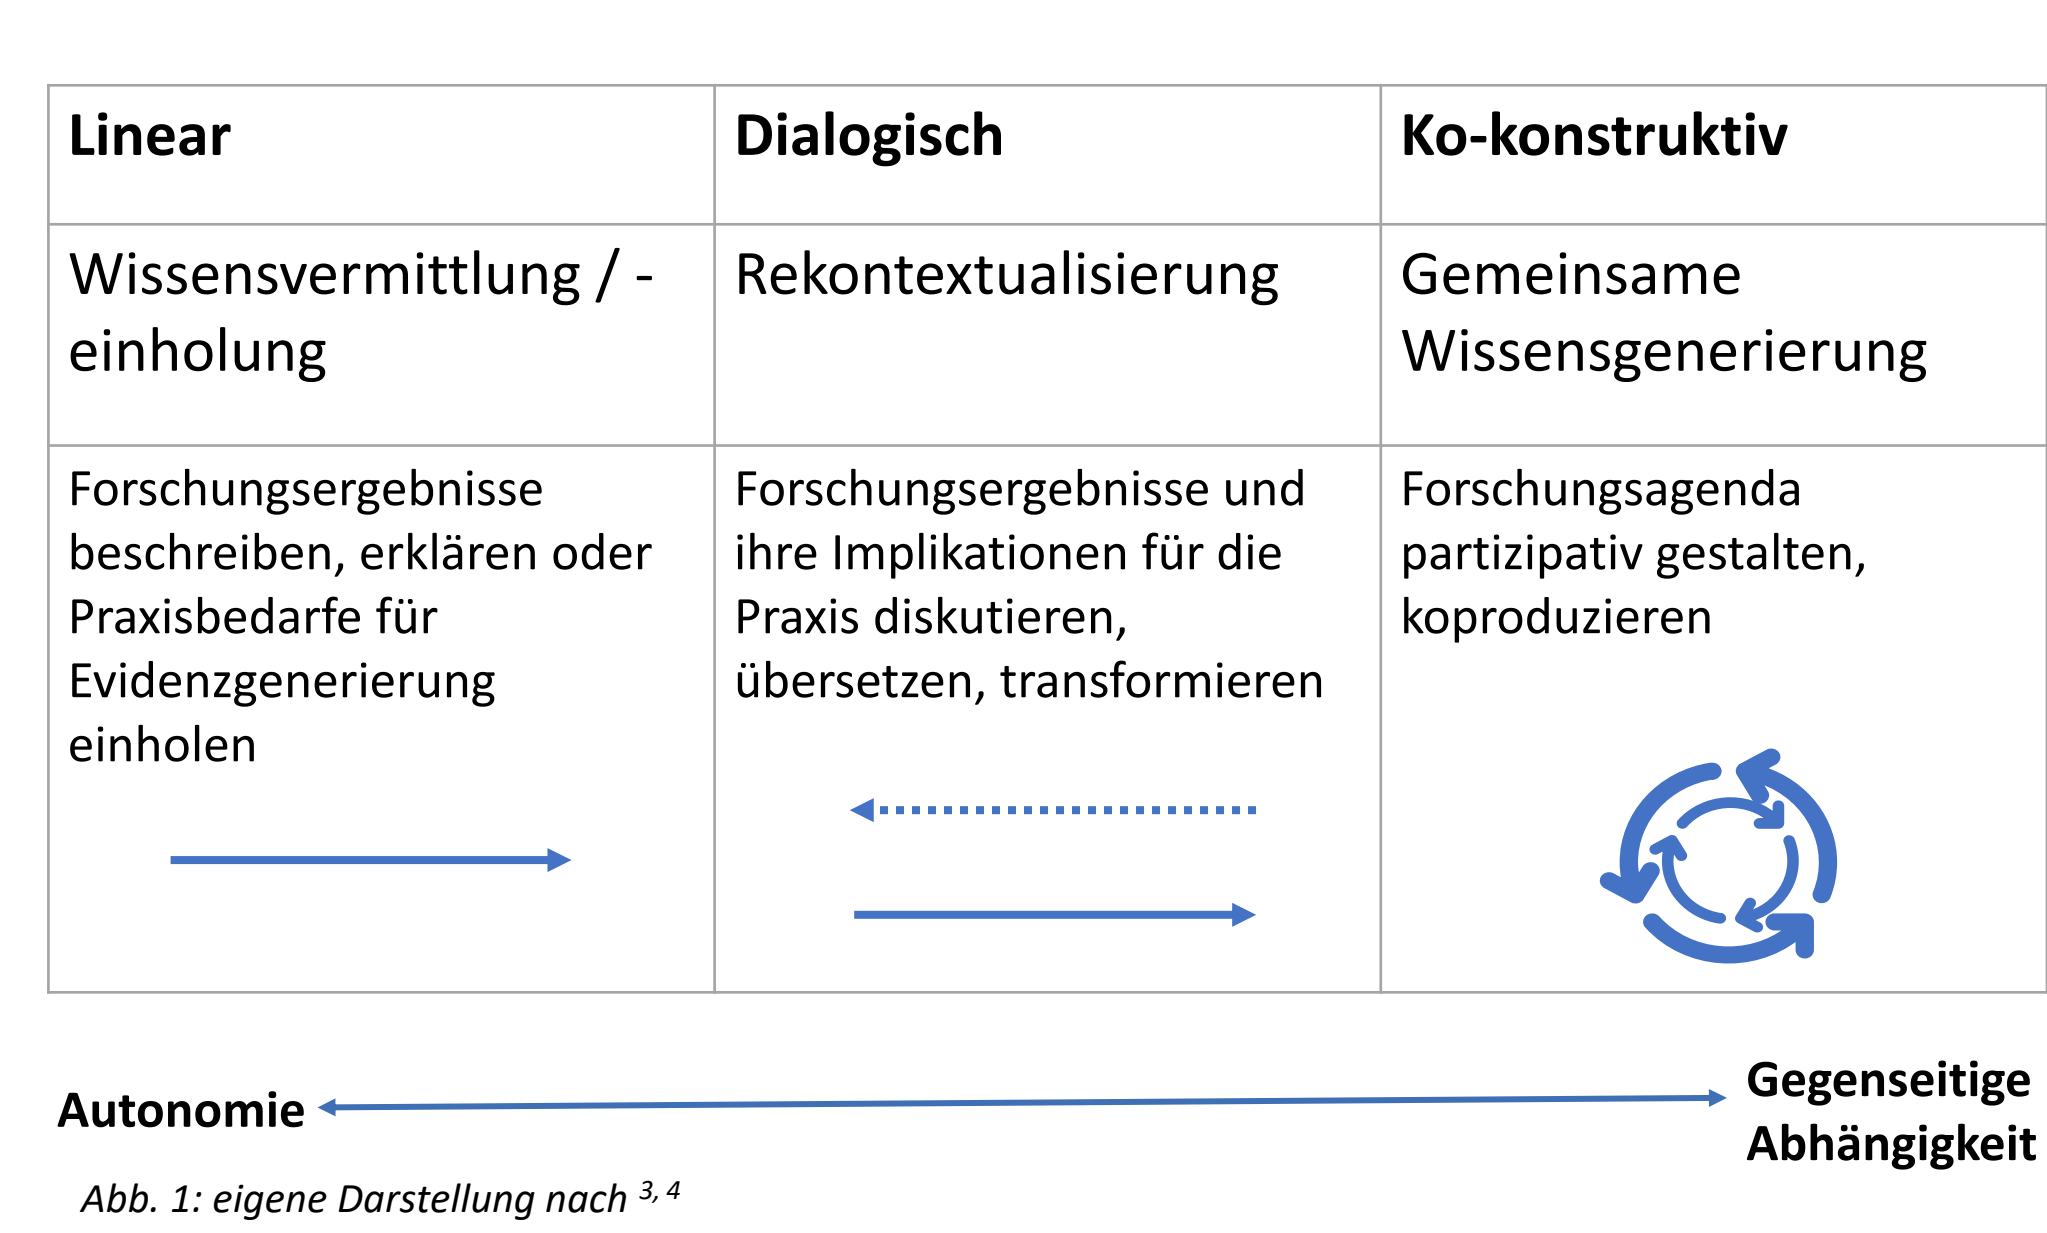 Linear
Dialogisch
Ko-konstruktiv
Wissensvermittlung / -
einholung
Rekontextualisierung
Gemeinsame
Wissensgenerierung
Forschungsergebnisse
beschreiben, erklären oder
Praxisbedarfe für
Evidenzgenerierung
einholen
Forschungsergebnisse und
ihre Implikationen für die
Praxis diskutieren,
übersetzen, transformieren
Forschungsagenda
partizipativ gestalten,
koproduzieren
Autonomie
Gegenseitige
Abhängigkeit
Abb. 1: eigene Darstellung nach 3, 4